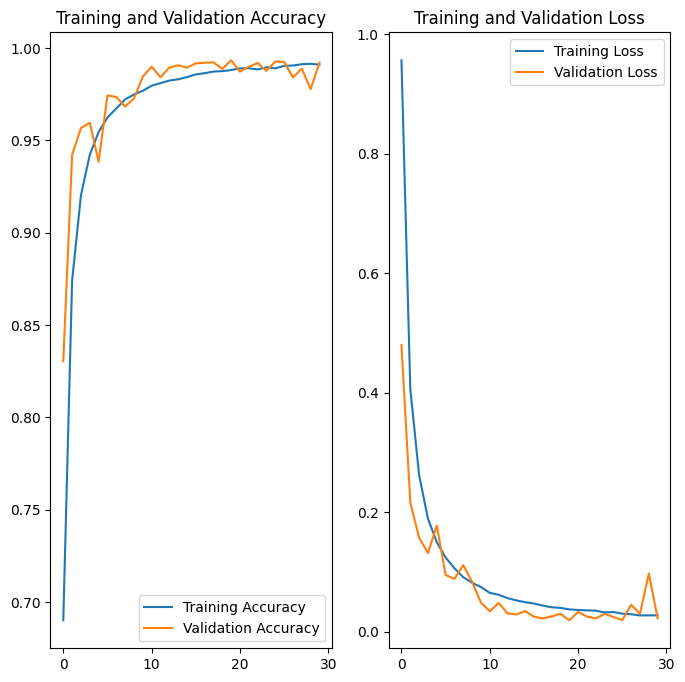 Training and Validation Accuracy
1.00
0.95
0.90
0.85
0.80
0.75
0.70
Training Accuracy
Validation Accuracy
0 10 20 30
Training and Validation Loss
1.0
0.8
0.6
0.4
0.2
0.0
Training Loss
Validation Loss
0 10 20 30